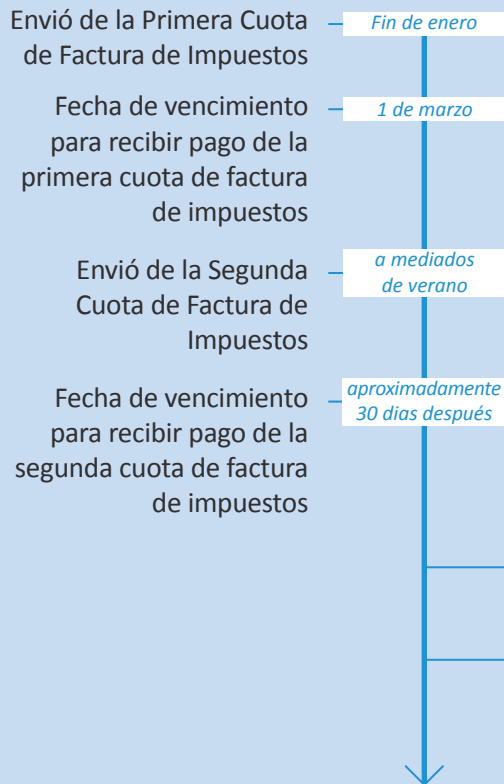 Envió de la Primera Cuota
de Factura de Impuestos
Fin de enero
Fecha de vencimiento
para recibir pago de la
primera cuota de factura
de impuestos
1 de marzo
Envió de la Segunda
Cuota de Factura de
Impuestos
a mediados
de verano
Fecha de vencimiento
para recibir pago de la
segunda cuota de factura
de impuestos
aproximadamente
30 dias después